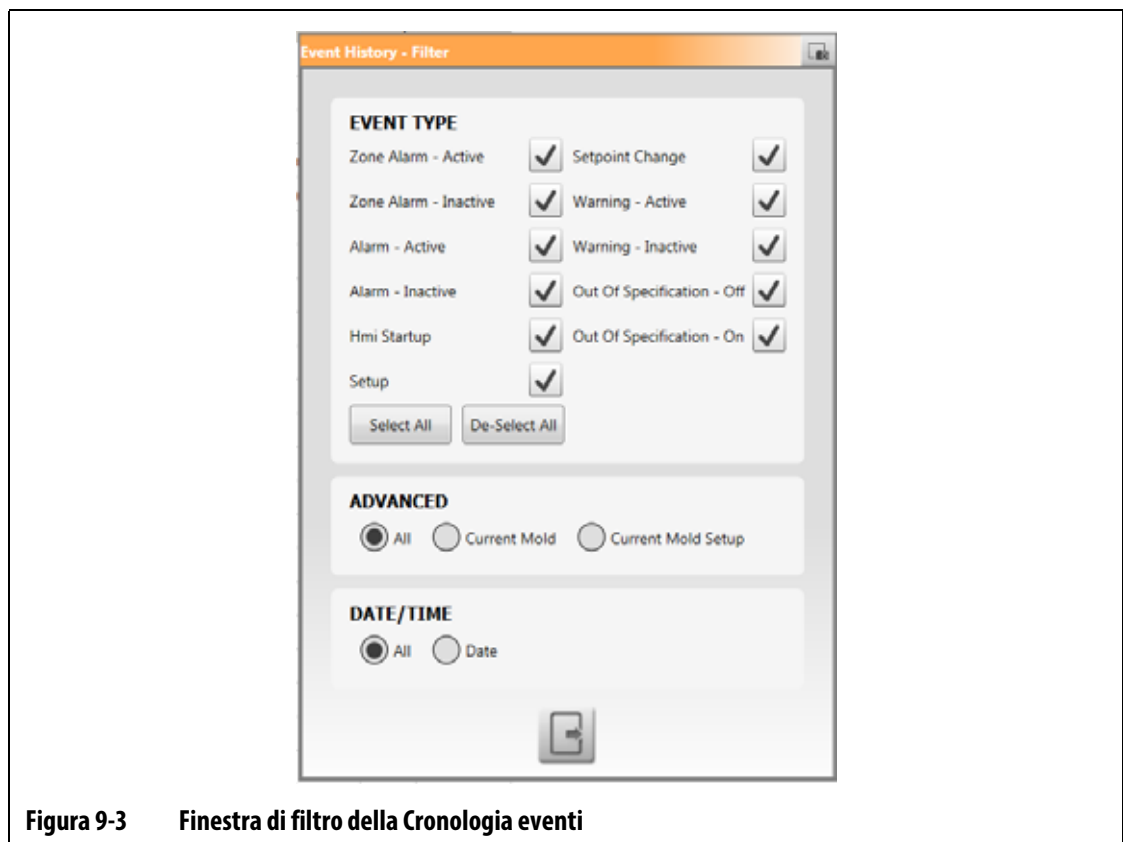 Event History - Filter
EVENT TYPE
Zone Alarm - Active Setpoint Change
Zone Alarm - Inactive Warning - Active
Alarm - Active Warning - Inactive
Alarm - Inactive Out Of Specification - Off
Hmi Startup Out Of Specification - On
Setup
Select All De-Select All
ADVANCED
All Current Mold Current Mold Setup
DATE/TIME
All Date
Figura 9-3 Finestra di filtro della Cronologia eventi